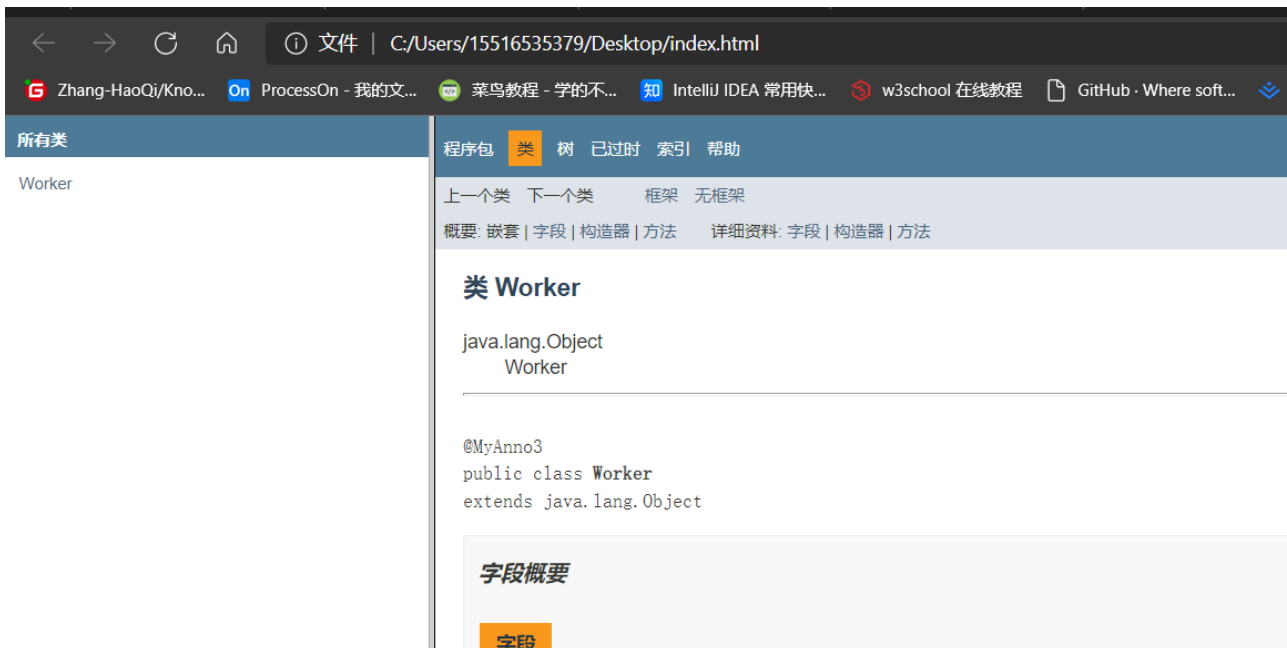 文件 | C:/Users/15516535379/Desktop/index.html
Zhang-HaoQi/Kno... On ProcessOn - 我的文... 菜鸟教程 - 学的不... 知 IntelliJ IDEA 常用快... w3school 在线教程 GitHub · Where soft...
所有类
Worker
程序包 类 树 已过时 索引 帮助
上一个类 下一个类 框架 无框架
概要: 嵌套 | 字段 | 构造器 | 方法 详细资料: 字段 | 构造器 | 方法
类 Worker
java.lang.Object
Worker
@MyAnno3
public class Worker
extends java.lang.Object
字段概要
字段